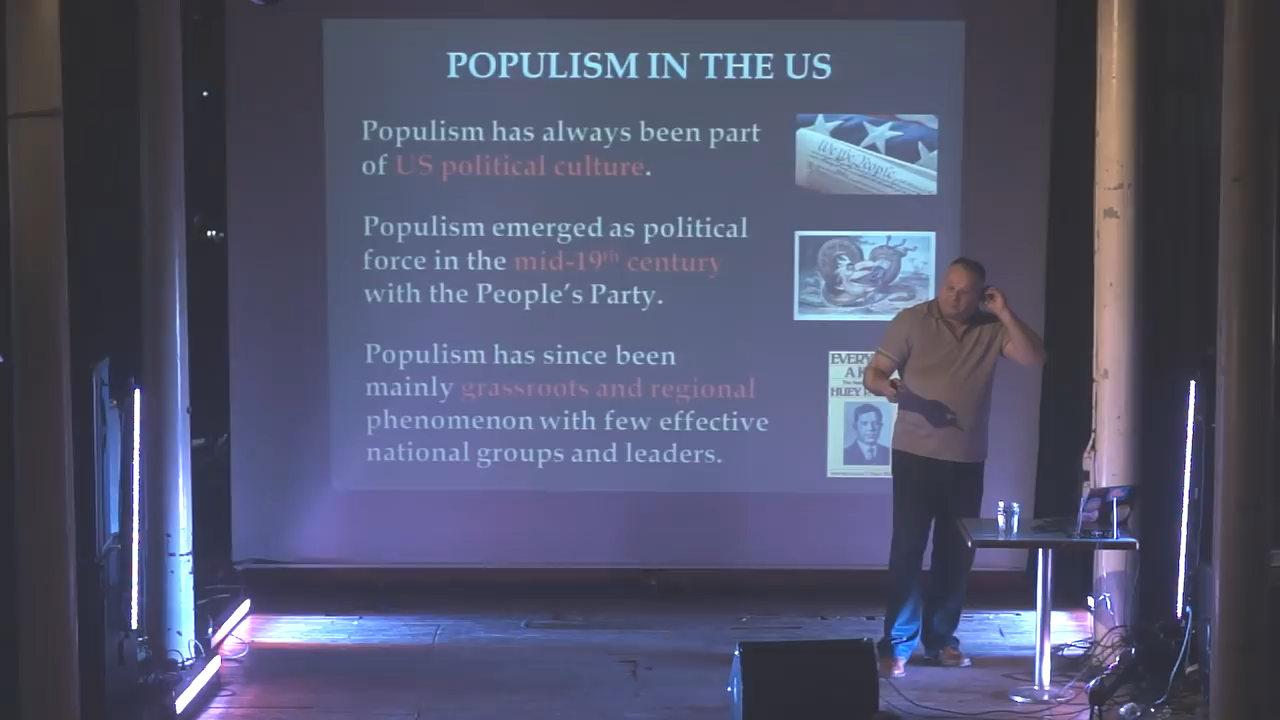 POPULISM IN THE US
Populism has always been part
of US political culture.
We the People
Populism emerged as political
force in the mid-19th century
with the People's Party.
Populism has since been
mainly grassroots and regional
phenomenon with few effective
national groups and leaders.
EVERY
A K
HUEY